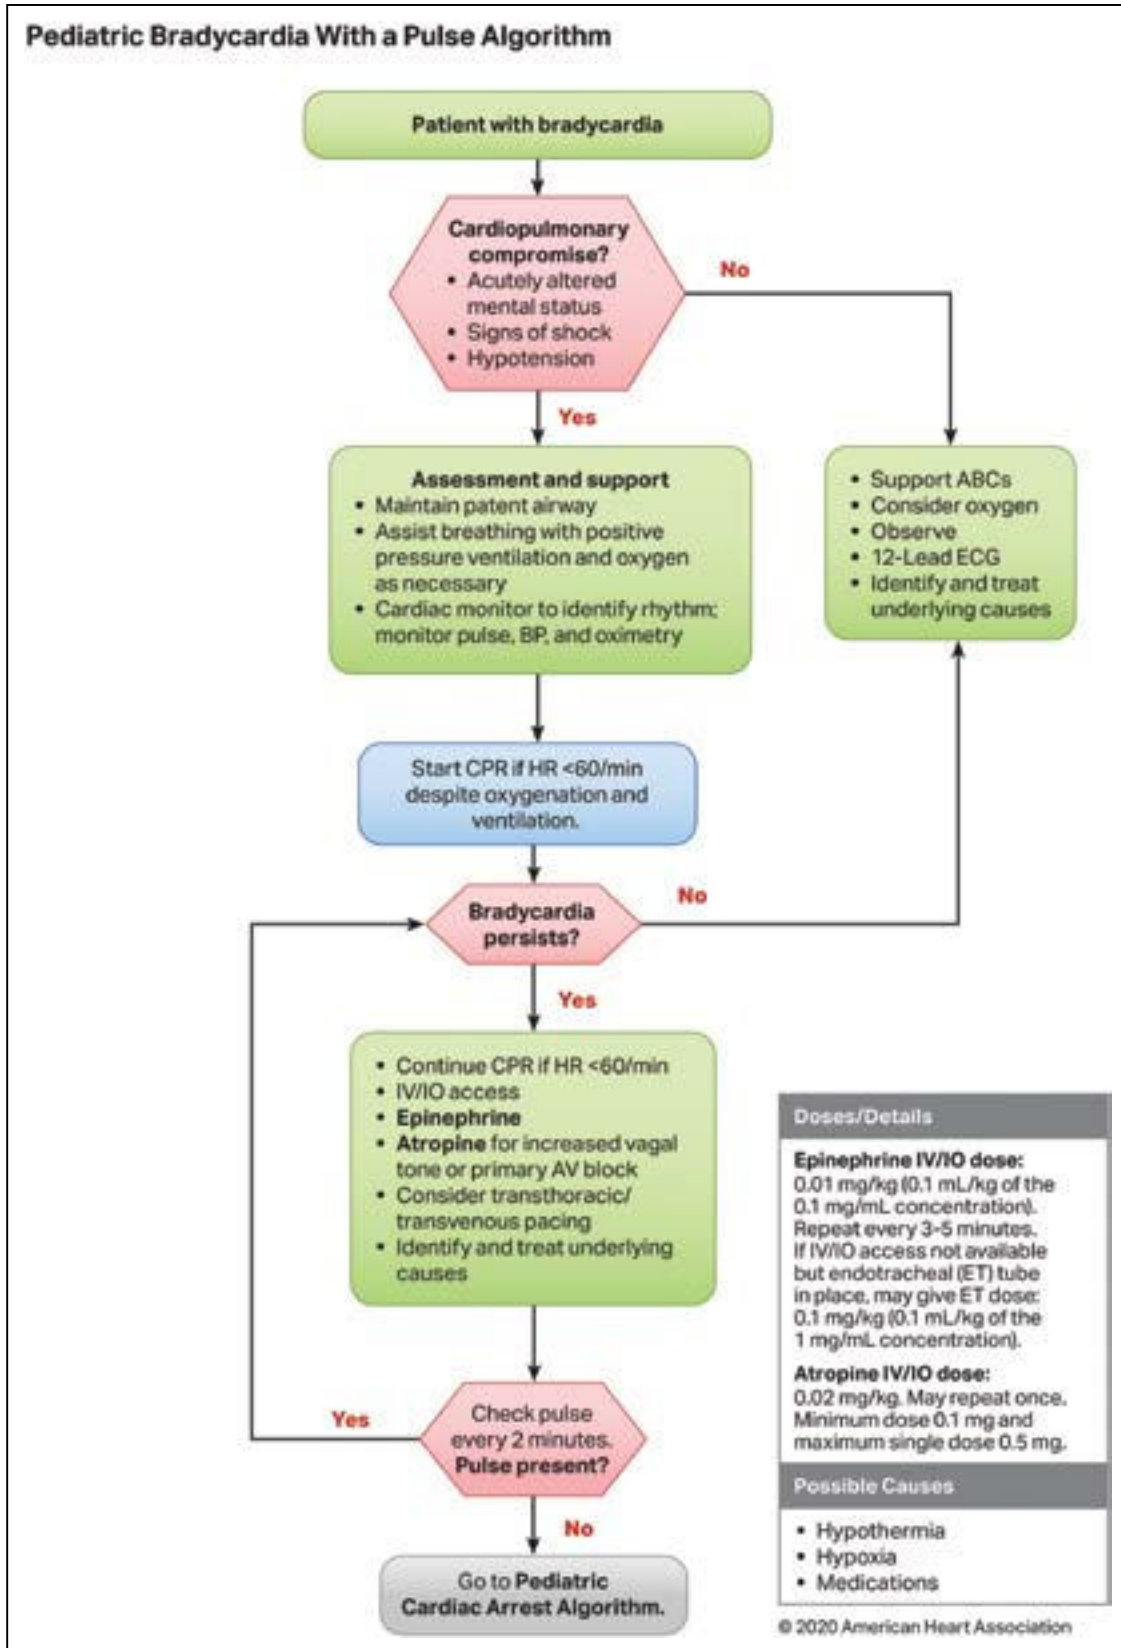 Pediatric Bradycardia With a Pulse Algorithm
Patient with bradycardia
Cardiopulmonary
compromise?
• Acutely altered
mental status
• Signs of shock
• Hypotension
No
Yes
Assessment and support
• Maintain patent airway
• Assist breathing with positive
pressure ventilation and oxygen
as necessary
• Cardiac monitor to identify rhythm;
monitor pulse, BP, and oximetry
• Support ABCs
• Consider oxygen
• Observe
• 12-Lead ECG
• Identify and treat
underlying causes
Start CPR if HR <60/min
despite oxygenation and
ventilation.
Bradycardia
persists?
No
Yes
• Continue CPR if HR <60/min
• IV/IO access
• Epinephrine
• Atropine for increased vagal
tone or primary AV block
• Consider transthoracic/
transvenous pacing
• Identify and treat underlying
causes
Check pulse
every 2 minutes.
Pulse present?
Yes
No
Go to Pediatric
Cardiac Arrest Algorithm.
Doses/Details
Epinephrine IV/IO dose:
0.01 mg/kg (0.1 mL/kg of the
0.1 mg/mL concentration).
Repeat every 3-5 minutes.
If IV/IO access not available
but endotracheal (ET) tube
in place, may give ET dose:
0.1 mg/kg (0.1 mL/kg of the
1 mg/mL concentration).
Atropine IV/IO dose:
0.02 mg/kg. May repeat once.
Minimum dose 0.1 mg and
maximum single dose 0.5 mg.
Possible Causes
• Hypothermia
• Hypoxia
• Medications
© 2020 American Heart Association